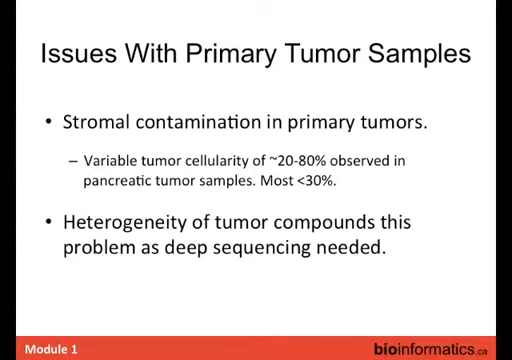 Issues With Primary Tumor Samples
• Stromal contamination in primary tumors.
– Variable tumor cellularity of ~20-80% observed in
pancreatic tumor samples. Most <30%.
• Heterogeneity of tumor compounds this
problem as deep sequencing needed.
Module 1
bioinformatics.ca